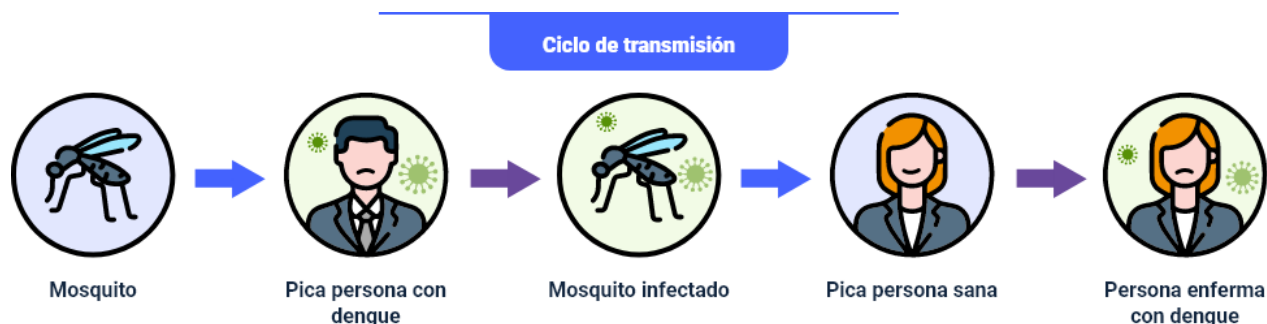 Ciclo de transmisión
Mosquito
Pica persona con
dengue
Mosquito infectado
Pica persona sana
Persona enferma
con dengue